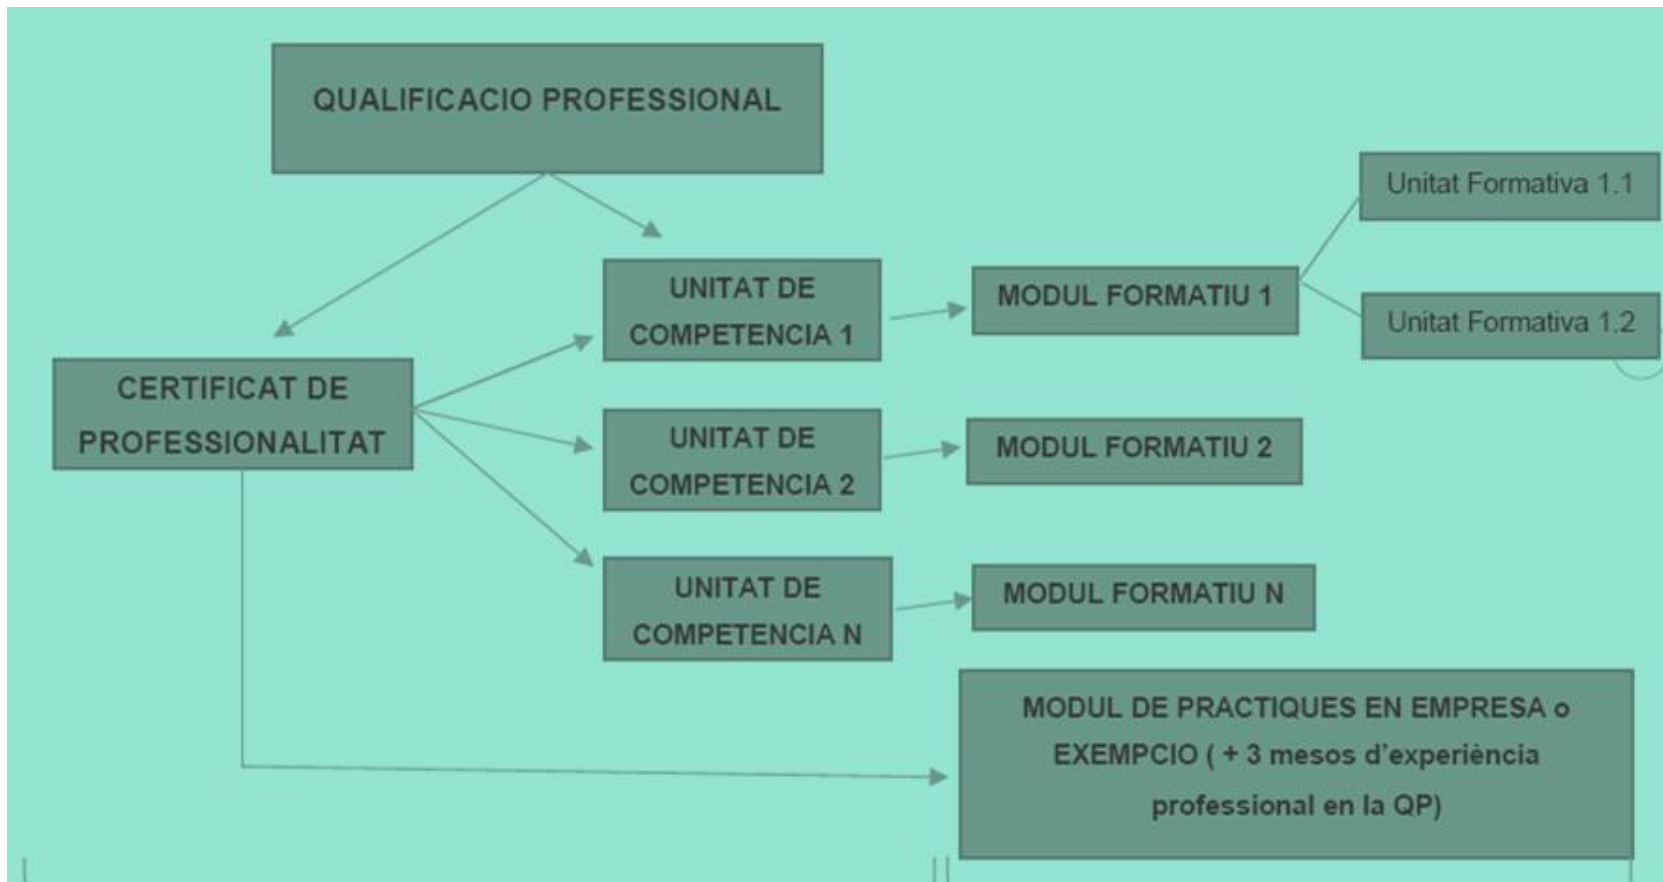 QUALIFICACIO PROFESSIONAL
Unitat Formativa 1.1
UNITAT DE
COMPETENCIA 1
MODUL FORMATIU 1
Unitat Formativa 1.2
CERTIFICAT DE
PROFESSIONALITAT
UNITAT DE
COMPETENCIA 2
MODUL FORMATIU 2
UNITAT DE
COMPETENCIA N
MODUL FORMATIU N
MODUL DE PRACTIQUES EN EMPRESA o
EXEMPCIO ( + 3 mesos d'experiència
professional en la QP)